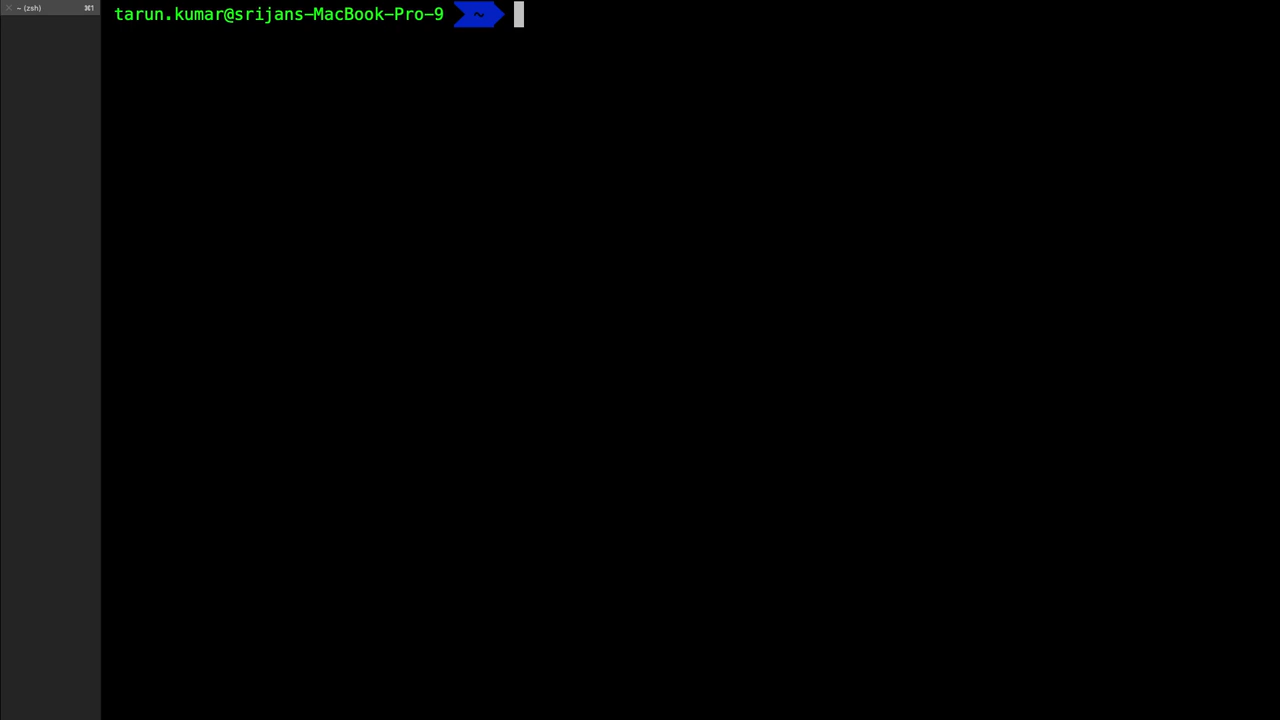 ~ (zsh) ⌘1
tarun.kumar@srijans-MacBook-Pro-9 ~